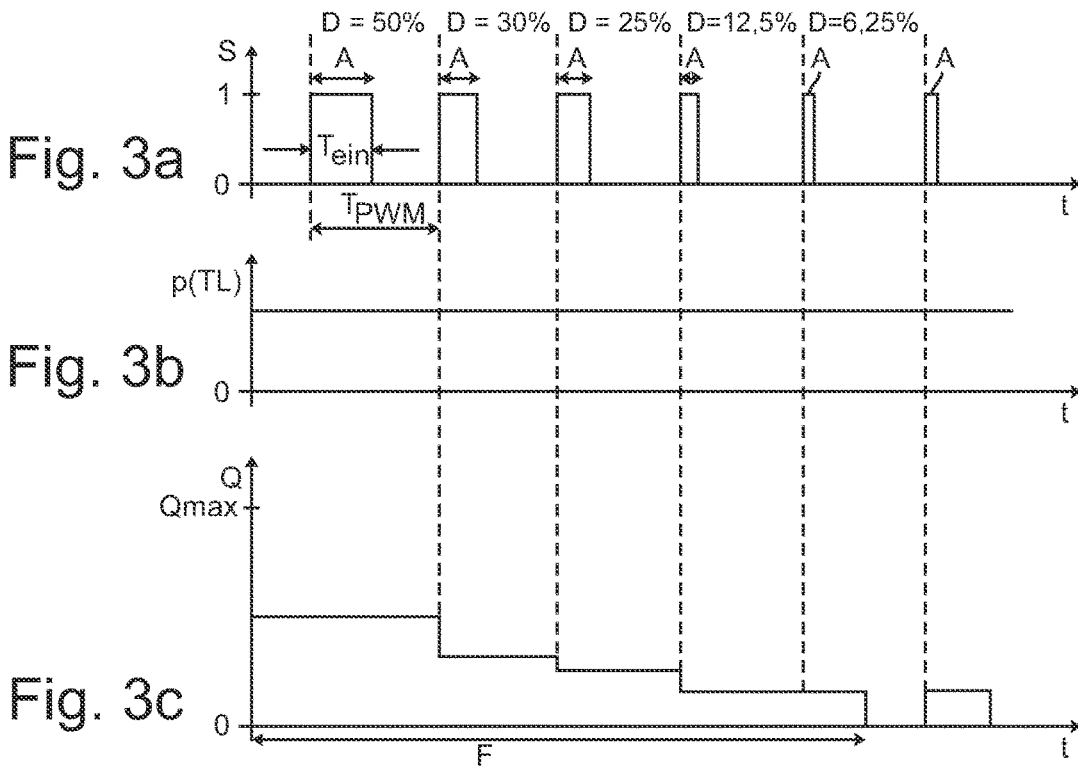 D = 50% D = 30% D = 25% D=12,5% D=6,25%
S A A A A A A
1
Fig. 3a
T_ein
0
t
T_PWM
p(TL)
Fig. 3b
0
t
Q
Qmax
Fig. 3c
0
t
F